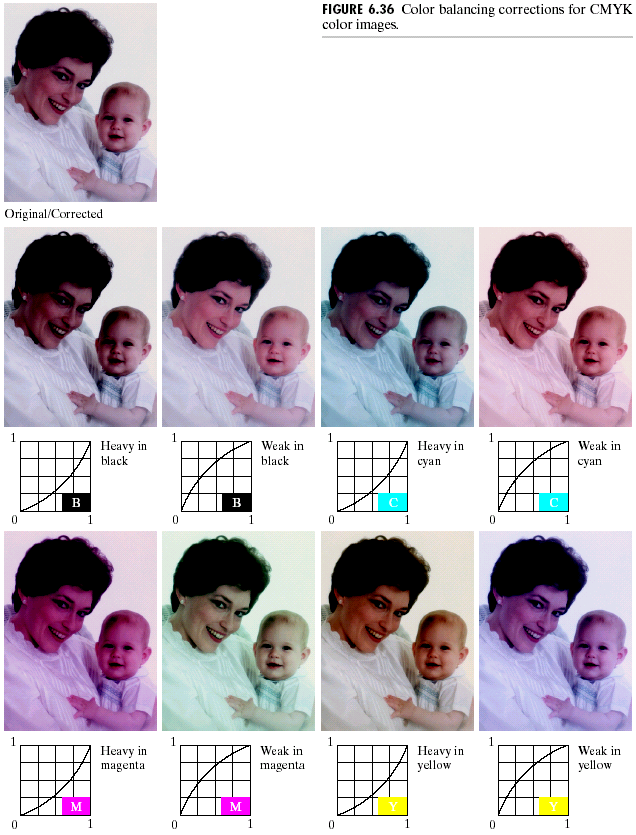 FIGURE 6.36 Color balancing corrections for CMYK
color images.
Original/Corrected
1
Heavy in
black
B
0
1
1
Weak in
black
B
0
1
1
Heavy in
cyan
C
0
1
1
Weak in
cyan
C
0
1
1
Heavy in
magenta
M
0
1
1
Weak in
magenta
M
0
1
1
Heavy in
yellow
Y
0
1
1
Weak in
yellow
Y
0
1